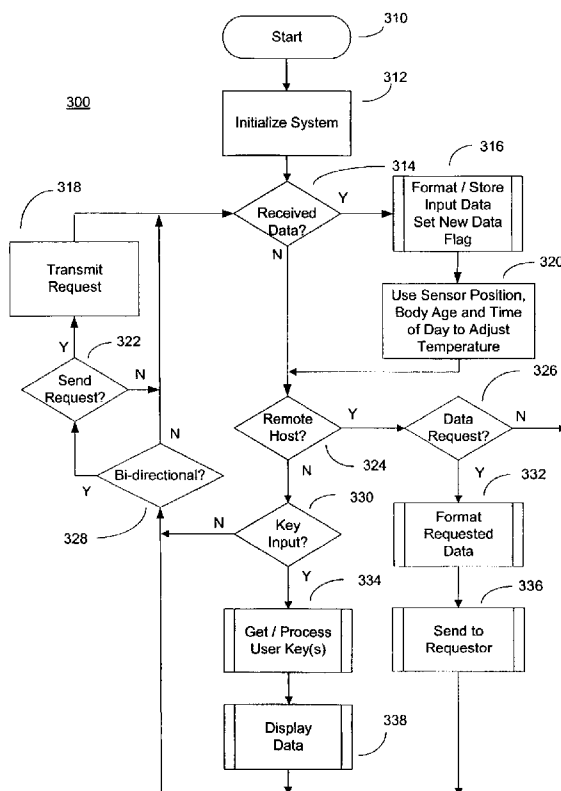 Start
310
300
312
Initialize System
314
316
318
Received
Data?
Y
Format / Store
Input Data
Set New Data
Flag
N
Transmit
Request
320
Use Sensor Position,
Body Age and Time
of Day to Adjust
Temperature
Y
322
Send
Request?
N
326
Remote
Host?
Y
Data
Request?
N
324
N
Bi-directional?
Y
N
328
N
330
Key
Input?
Y
332
Format
Requested
Data
Y
334
336
Get / Process
User Key(s)
Send to
Requestor
Display
Data
338